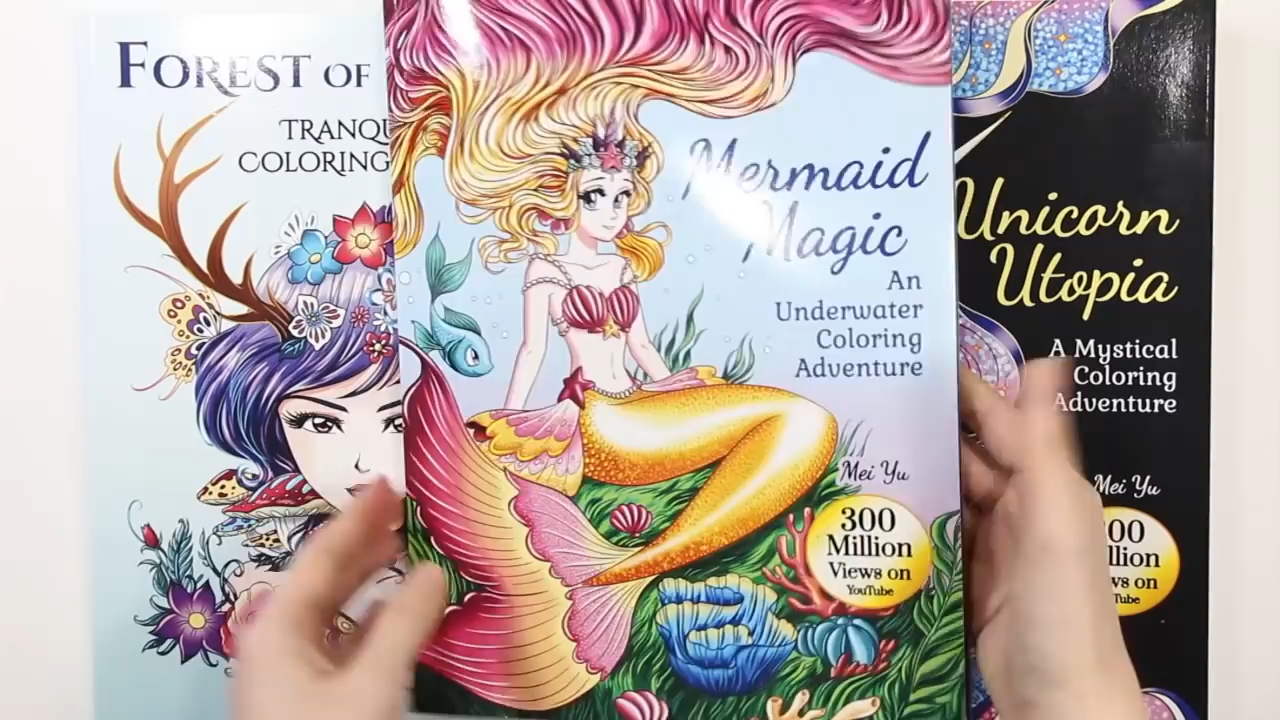 FOREST OF
COLORING
Mermaid
Magic
An
Underwater
Coloring
Adventure
Mei Yu
300
Million
Views on
YouTube
Unicorn
Utopia
A Mystical
Coloring
Adventure
Mei Yu